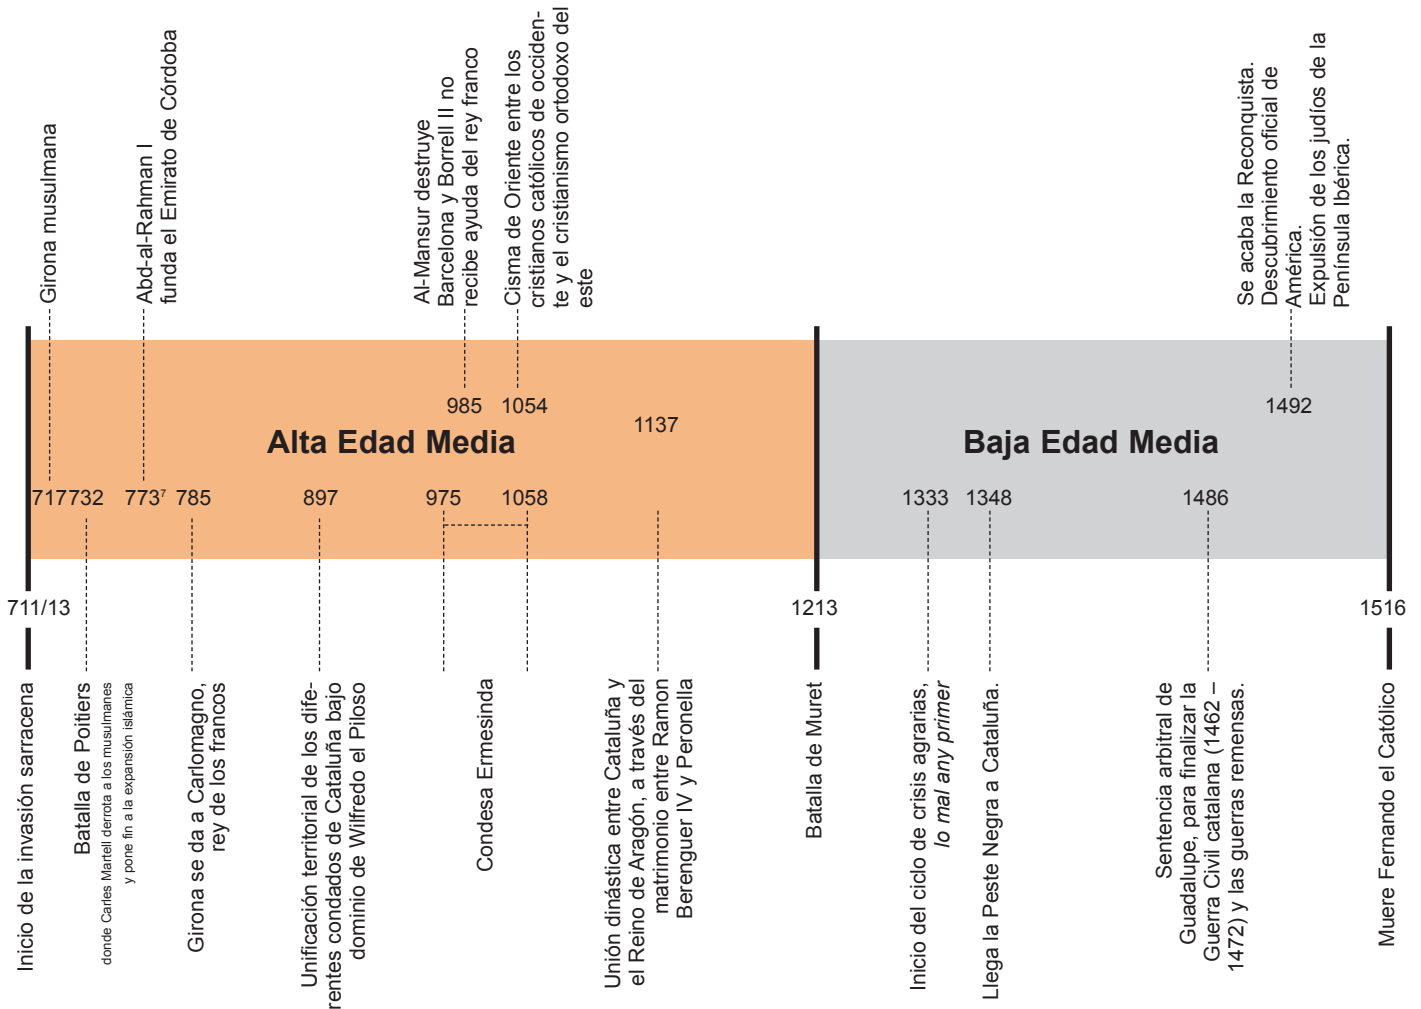 Girona musulmana
Abd-al-Rahman I
funda el Emirato de Córdoba
Al-Mansur destruye
Barcelona y Borrell II no
recibe ayuda del rey franco
Cisma de Oriente entre los
cristianos católicos de occiden-
te y el cristianismo ortodoxo del
este
Se acaba la Reconquista.
Descubrimiento oficial de
América.
Expulsión de los judíos de la
Península Ibérica.
985
1054
1137
1492
Alta Edad Media
Baja Edad Media
717
732
773⁷
785
897
975
1058
1333
1348
1486
711/13
1213
1516
Inicio de la invasión sarracena
Batalla de Poitiers
donde Carles Martell derrota a los musulmanes
y pone fin a la expansión islámica
Girona se da a Carlomagno,
rey de los francos
Unificación territorial de los dife-
rentes condados de Cataluña bajo
dominio de Wilfredo el Piloso
Condesa Ermesinda
Unión dinástica entre Cataluña y
el Reino de Aragón, a través del
matrimonio entre Ramon
Berenguer IV y Peronella
Batalla de Muret
Inicio del ciclo de crisis agrarias,
lo mal any primer
Llega la Peste Negra a Cataluña.
Sentencia arbitral de
Guadalupe, para finalizar la
Guerra Civil catalana (1462 –
1472) y las guerras remensas.
Muere Fernando el Católico